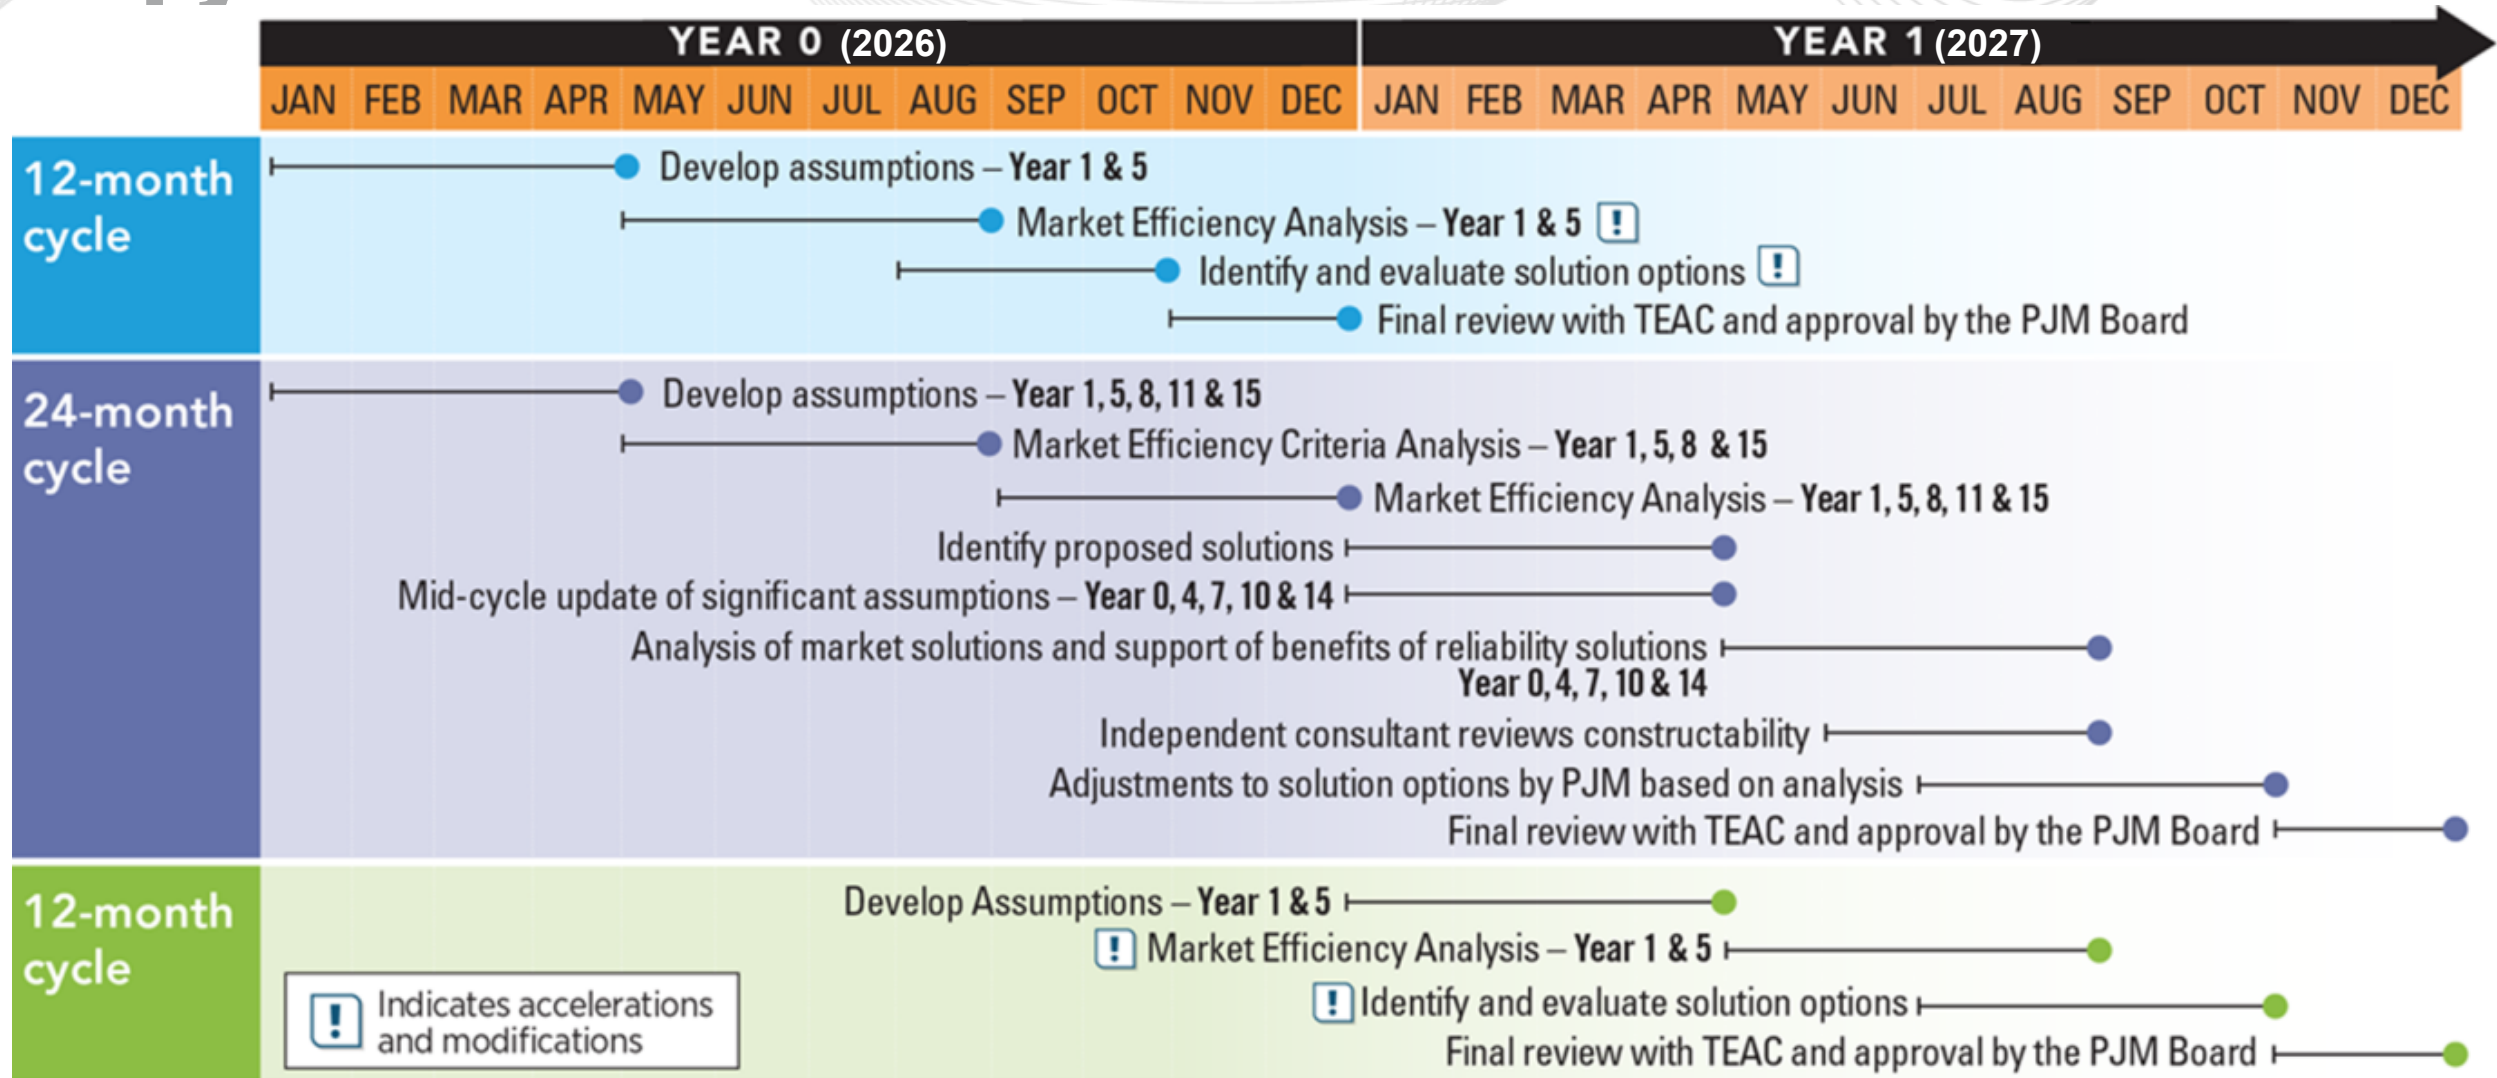 YEAR 0 (2026)
YEAR 1 (2027)
JAN FEB MAR APR MAY JUN JUL AUG SEP OCT NOV DEC JAN FEB MAR APR MAY JUN JUL AUG SEP OCT NOV DEC
12-month
cycle
Develop assumptions – Year 1 & 5
Market Efficiency Analysis – Year 1 & 5 !
Identify and evaluate solution options !
Final review with TEAC and approval by the PJM Board
24-month
cycle
Develop assumptions – Year 1, 5, 8, 11 & 15
Market Efficiency Criteria Analysis – Year 1, 5, 8 & 15
Market Efficiency Analysis – Year 1, 5, 8, 11 & 15
Identify proposed solutions
Mid-cycle update of significant assumptions – Year 0, 4, 7, 10 & 14
Analysis of market solutions and support of benefits of reliability solutions
Year 0, 4, 7, 10 & 14
Independent consultant reviews constructability
Adjustments to solution options by PJM based on analysis
Final review with TEAC and approval by the PJM Board
12-month
cycle
Develop Assumptions – Year 1 & 5
! Market Efficiency Analysis – Year 1 & 5
! Identify and evaluate solution options
Final review with TEAC and approval by the PJM Board
! Indicates accelerations
and modifications